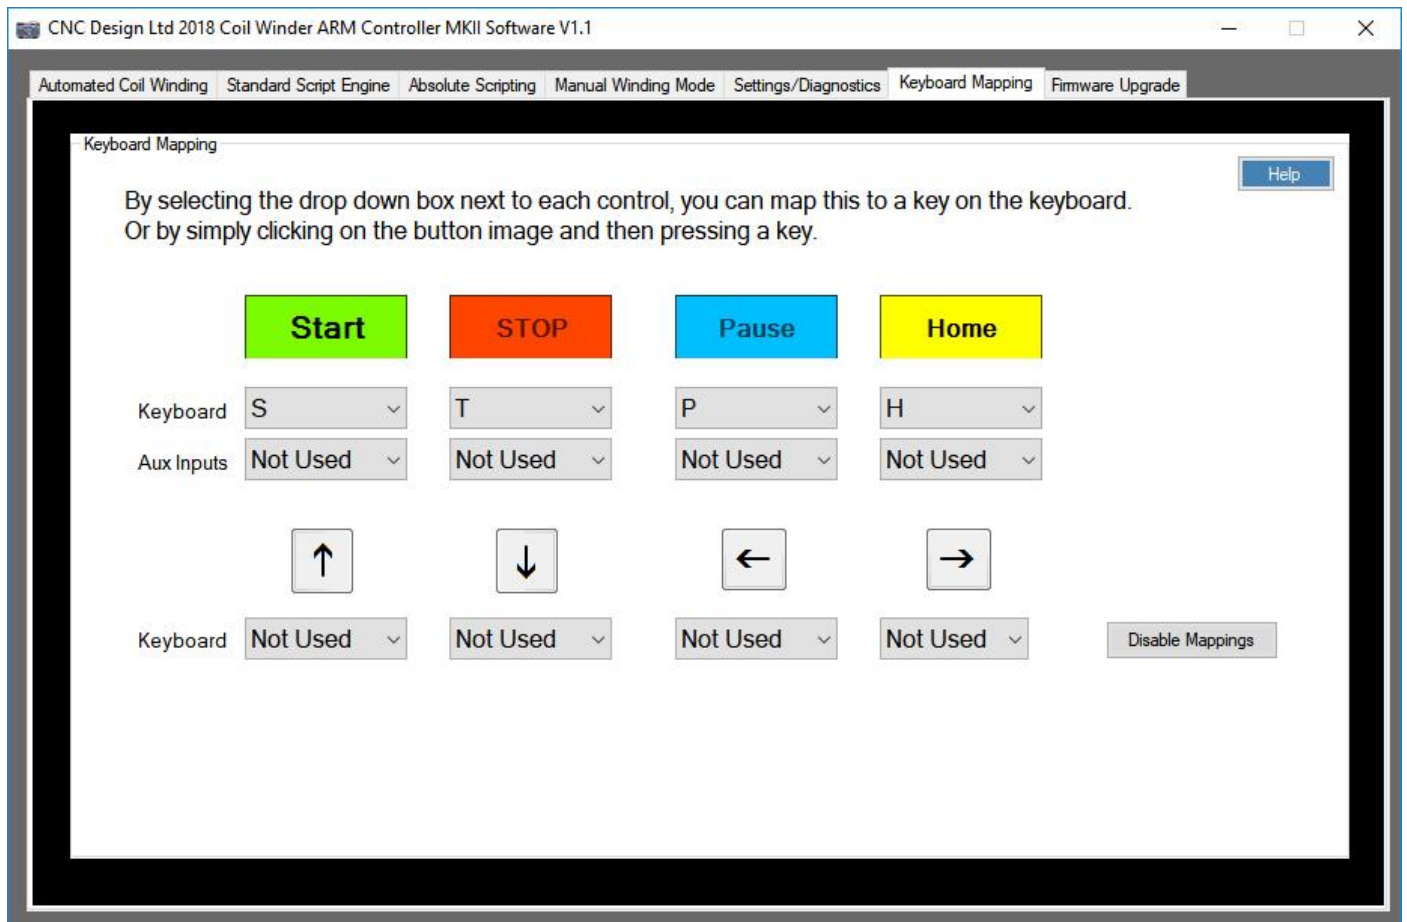 CNC Design Ltd 2018 Coil Winder ARM Controller MKII Software V1.1
Automated Coil Winding Standard Script Engine Absolute Scripting Manual Winding Mode Settings/Diagnostics Keyboard Mapping Firmware Upgrade
Keyboard Mapping
Help
By selecting the drop down box next to each control, you can map this to a key on the keyboard.
Or by simply clicking on the button image and then pressing a key.
Start STOP Pause Home
Keyboard S T P H
Aux Inputs Not Used Not Used Not Used Not Used
↑ ↓ ← →
Keyboard Not Used Not Used Not Used Not Used Disable Mappings